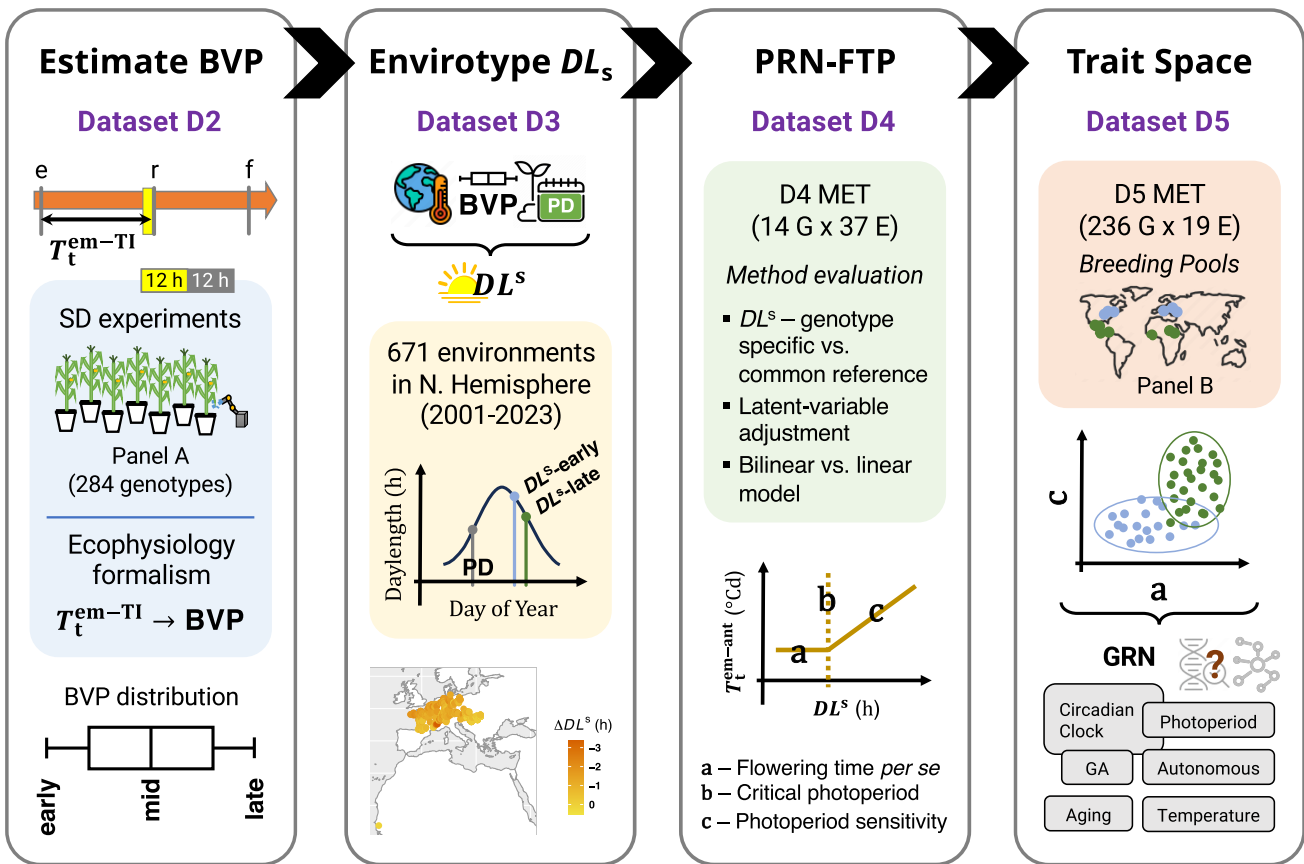 Estimate BVP
Dataset D2
e r f
T_t^em−TI
12 h 12 h
SD experiments
Panel A
(284 genotypes)
Ecophysiology
formalism
T_t^em−TI → BVP
BVP distribution
early
mid
late
Envirotype DLs
Dataset D3
BVP
PD
DL^s
671 environments
in N. Hemisphere
(2001-2023)
Daylength (h)
DL^s-early
DL^s-late
PD
Day of Year
ΔDL^s (h)
−3
−2
−1
0
PRN-FTP
Dataset D4
D4 MET
(14 G x 37 E)
Method evaluation
▪ DL^s – genotype
specific vs.
common reference
▪ Latent-variable
adjustment
▪ Bilinear vs. linear
model
T_t^em−ant (°Cd)
a
b
c
DL^s (h)
a – Flowering time per se
b – Critical photoperiod
c – Photoperiod sensitivity
Trait Space
Dataset D5
D5 MET
(236 G x 19 E)
Breeding Pools
Panel B
c
a
GRN
?
Circadian
Clock
Photoperiod
GA
Autonomous
Aging
Temperature